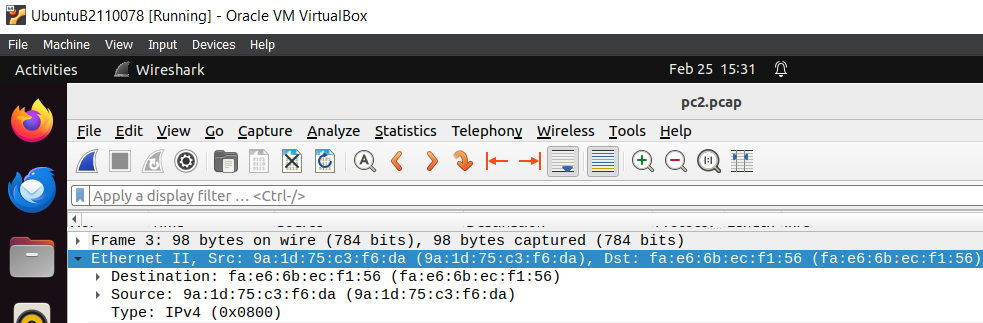 UbuntuB2110078 [Running] - Oracle VM VirtualBox
File Machine View Input Devices Help
Activities Wireshark Feb 25 15:31
pc2.pcap
File Edit View Go Capture Analyze Statistics Telephony Wireless Tools Help
Apply a display filter … <Ctrl-/>
Frame 3: 98 bytes on wire (784 bits), 98 bytes captured (784 bits)
Ethernet II, Src: 9a:1d:75:c3:f6:da (9a:1d:75:c3:f6:da), Dst: fa:e6:6b:ec:f1:56 (fa:e6:6b:ec:f1:56)
Destination: fa:e6:6b:ec:f1:56 (fa:e6:6b:ec:f1:56)
Source: 9a:1d:75:c3:f6:da (9a:1d:75:c3:f6:da)
Type: IPv4 (0x0800)